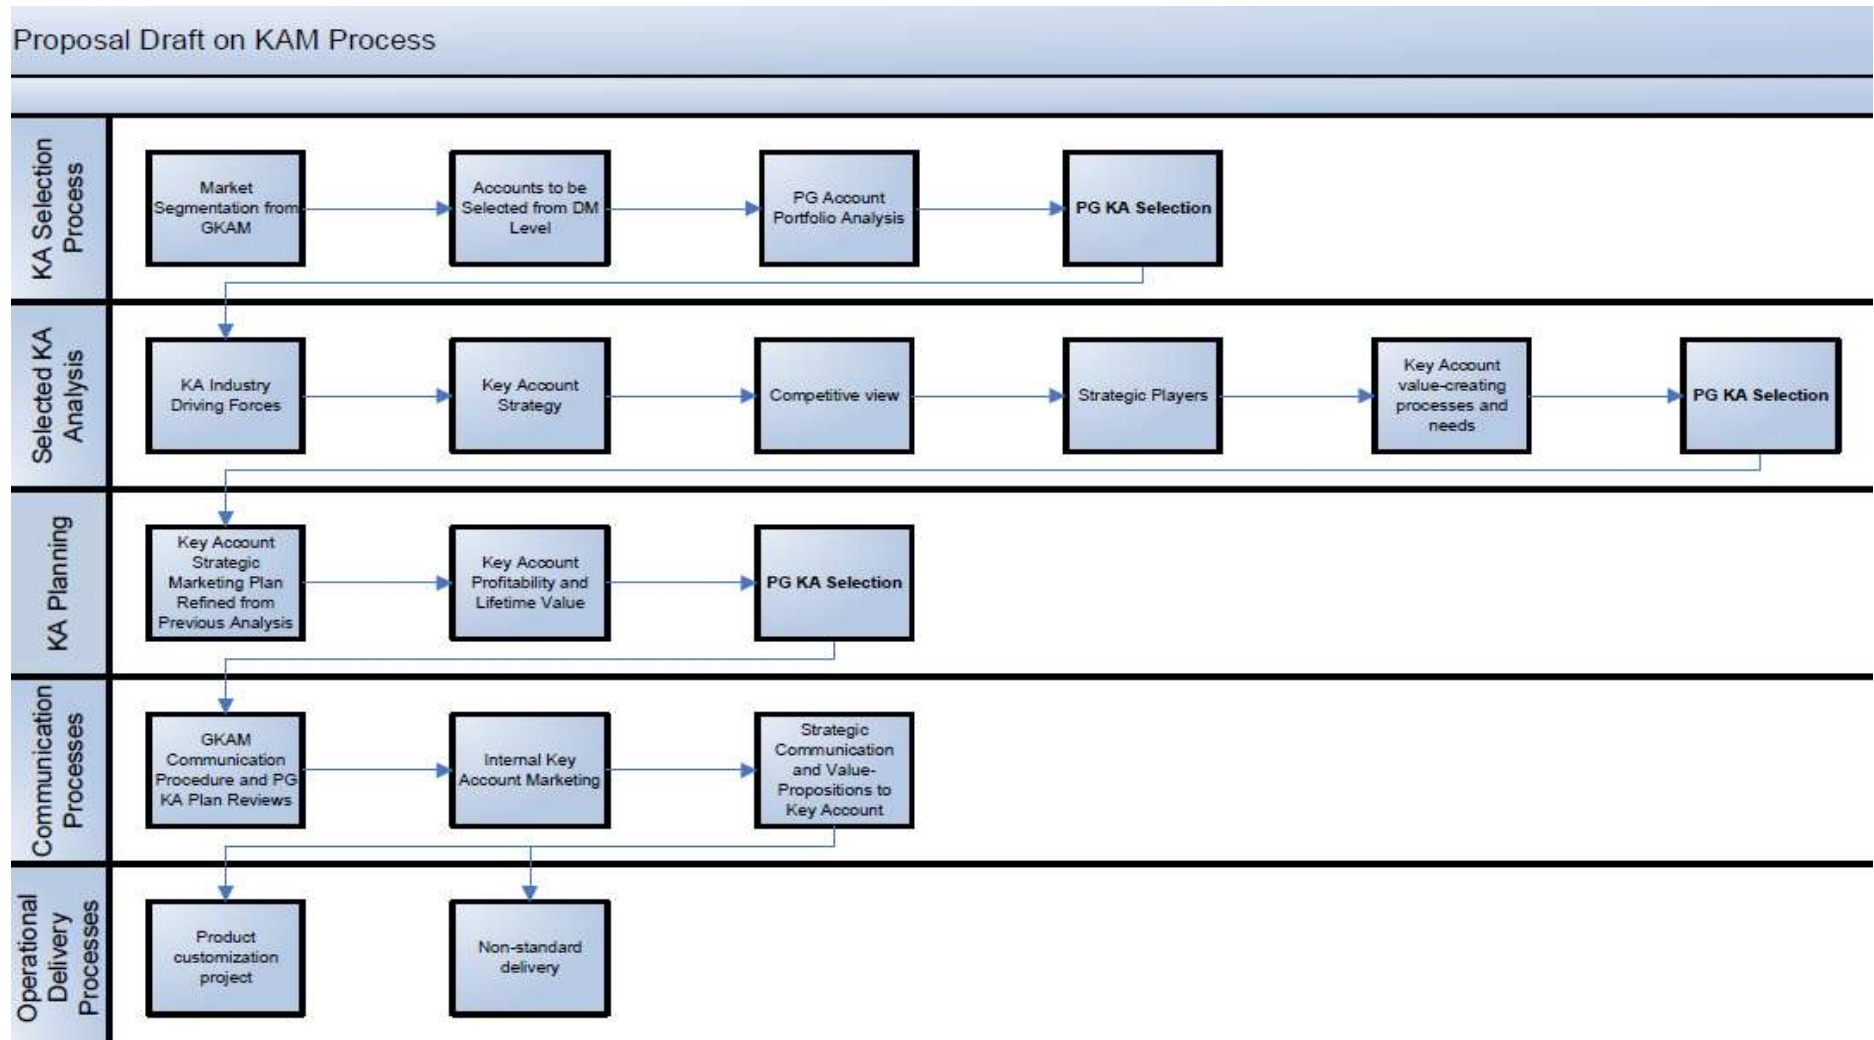 Proposal Draft on KAM Process
KA Selection
Process
Market
Segmentation from
GKAM
Accounts to be
Selected from DM
Level
PG Account
Portfolio Analysis
PG KA Selection
Selected KA
Analysis
KA Industry
Driving Forces
Key Account
Strategy
Competitive view
Strategic Players
Key Account
value-creating
processes and
needs
PG KA Selection
KA Planning
Key Account
Strategic
Marketing Plan
Refined from
Previous Analysis
Key Account
Profitability and
Lifetime Value
PG KA Selection
Communication
Processes
GKAM
Communication
Procedure and PG
KA Plan Reviews
Internal Key
Account Marketing
Strategic
Communication
and Value-
Propositions to
Key Account
Operational
Delivery
Processes
Product
customization
project
Non-standard
delivery